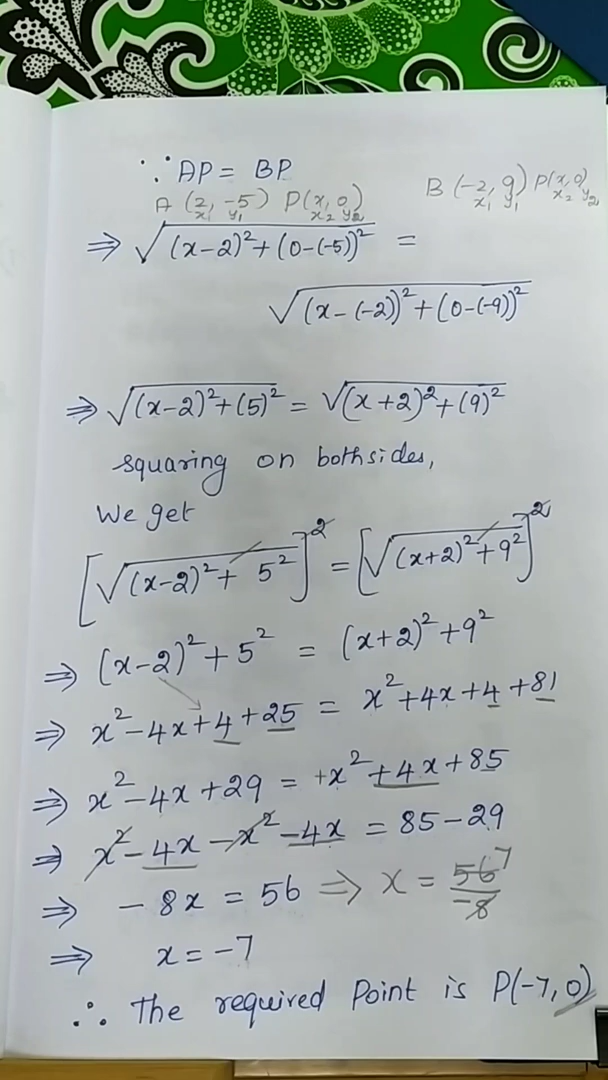 ∵ AP = BP
A (2, -5) P(x, 0) B (-2, 9) P(x, 0)
x₁ y₁ x₂ y₂ x₁ y₁ x₂ y₂
⇒ √((x-2)² + (0-(-5))²) =
√((x-(-2))² + (0-(-9))²)
⇒ √((x-2)² + (5)²) = √((x+2)² + (9)²)
squaring on bothsides,
We get
[√((x-2)² + 5²)]² = [√((x+2)² + 9²)]²
⇒ (x-2)² + 5² = (x+2)² + 9²
⇒ x² - 4x + 4 + 25 = x² + 4x + 4 + 81
⇒ x² - 4x + 29 = +x² + 4x + 85
⇒ x² - 4x - x² - 4x = 85 - 29
⇒ - 8x = 56 ⇒ x = 56/-8 7
⇒ x = -7
∴ The required Point is P(-7, 0)